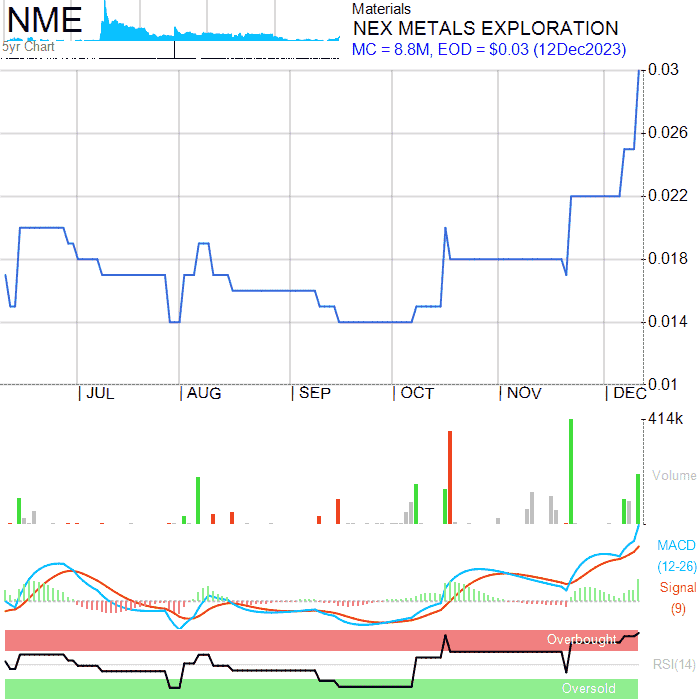 NME
5yr Chart
Materials
NEX METALS EXPLORATION
MC = 8.8M, EOD = $0.03 (12Dec2023)
0.03
0.026
0.022
0.018
0.014
0.01
JUL AUG SEP OCT NOV DEC
414k
Volume
MACD
(12-26)
Signal
(9)
Overbought
RSI(14)
Oversold